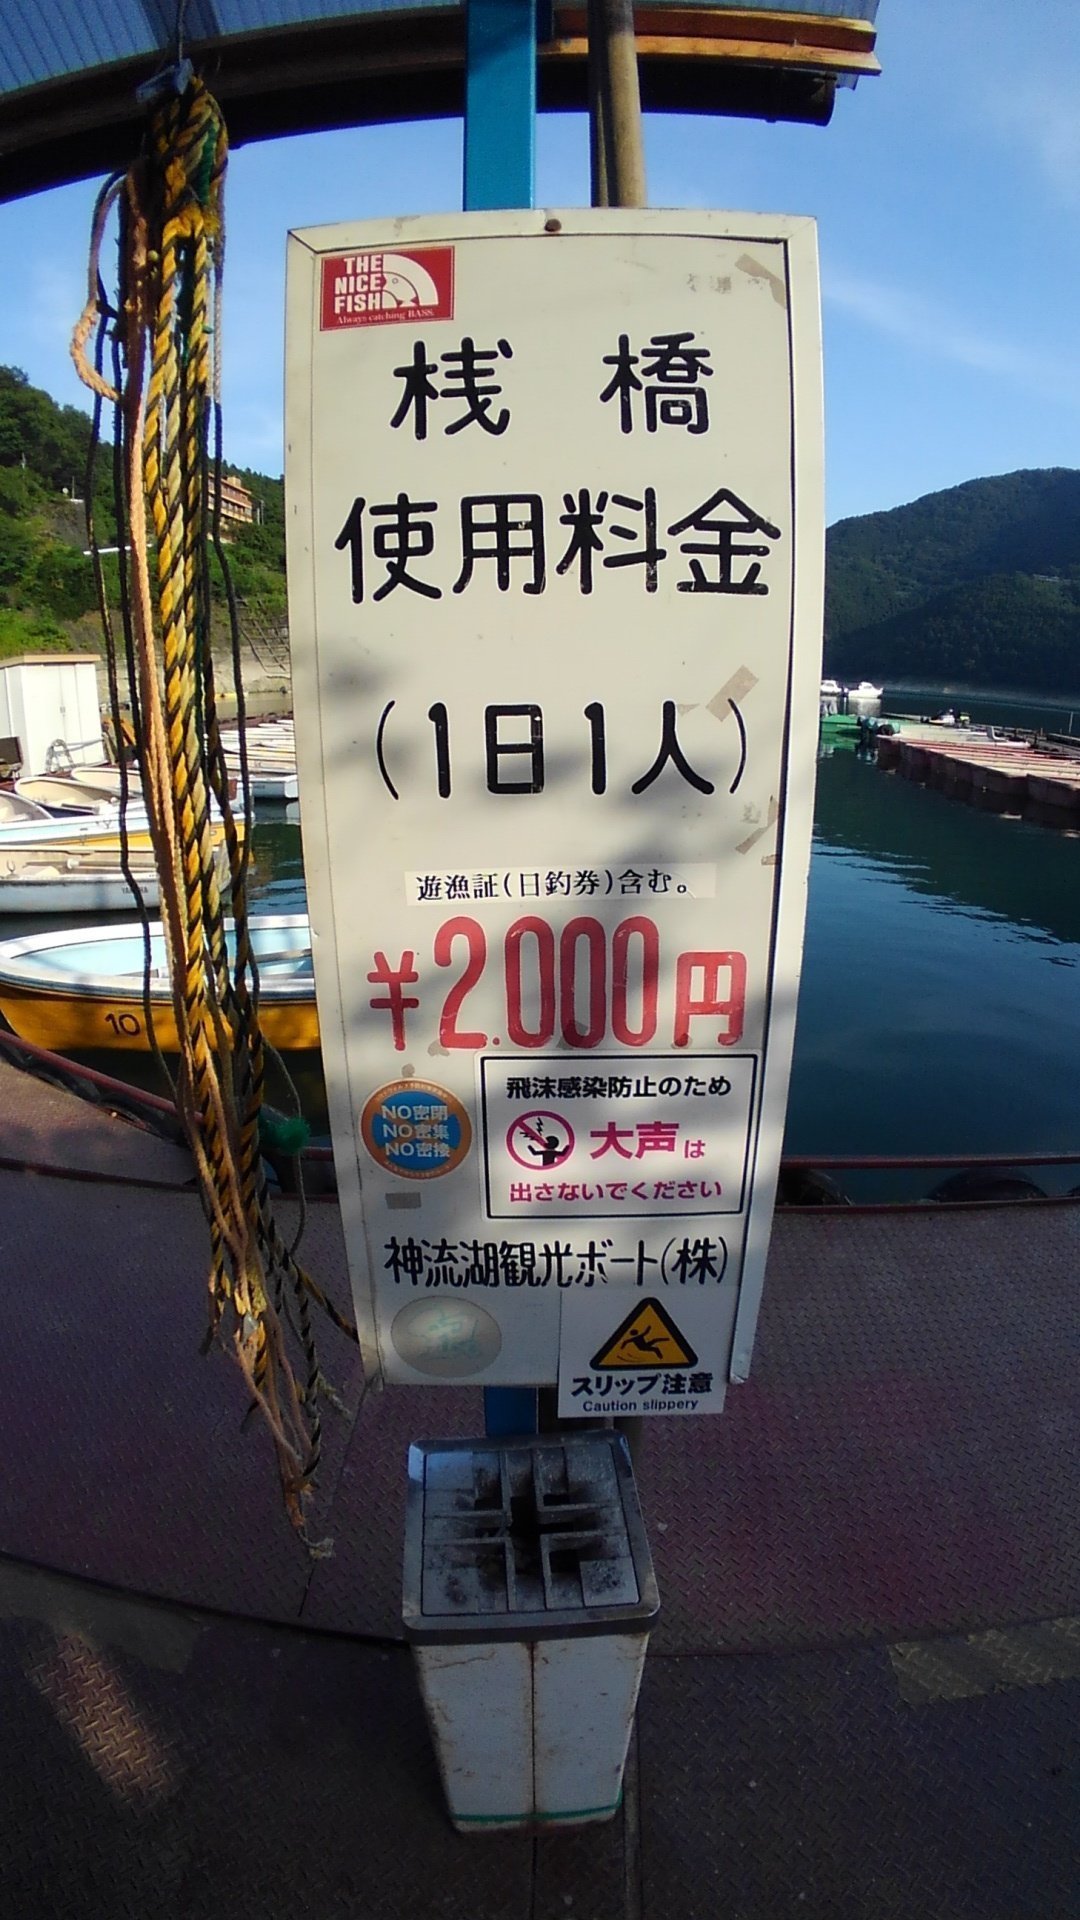 THE
NICE
FISH
Always catching BASS.
桟橋
使用料金
(1日1人)
遊漁証(日釣券)含む。
¥2.000円
飛沫感染防止のため
大声は
出さないでください
NO密閉
NO密集
NO密接
神流湖観光ボート(株)
スリップ注意
Caution slippery
10
YAMAHA